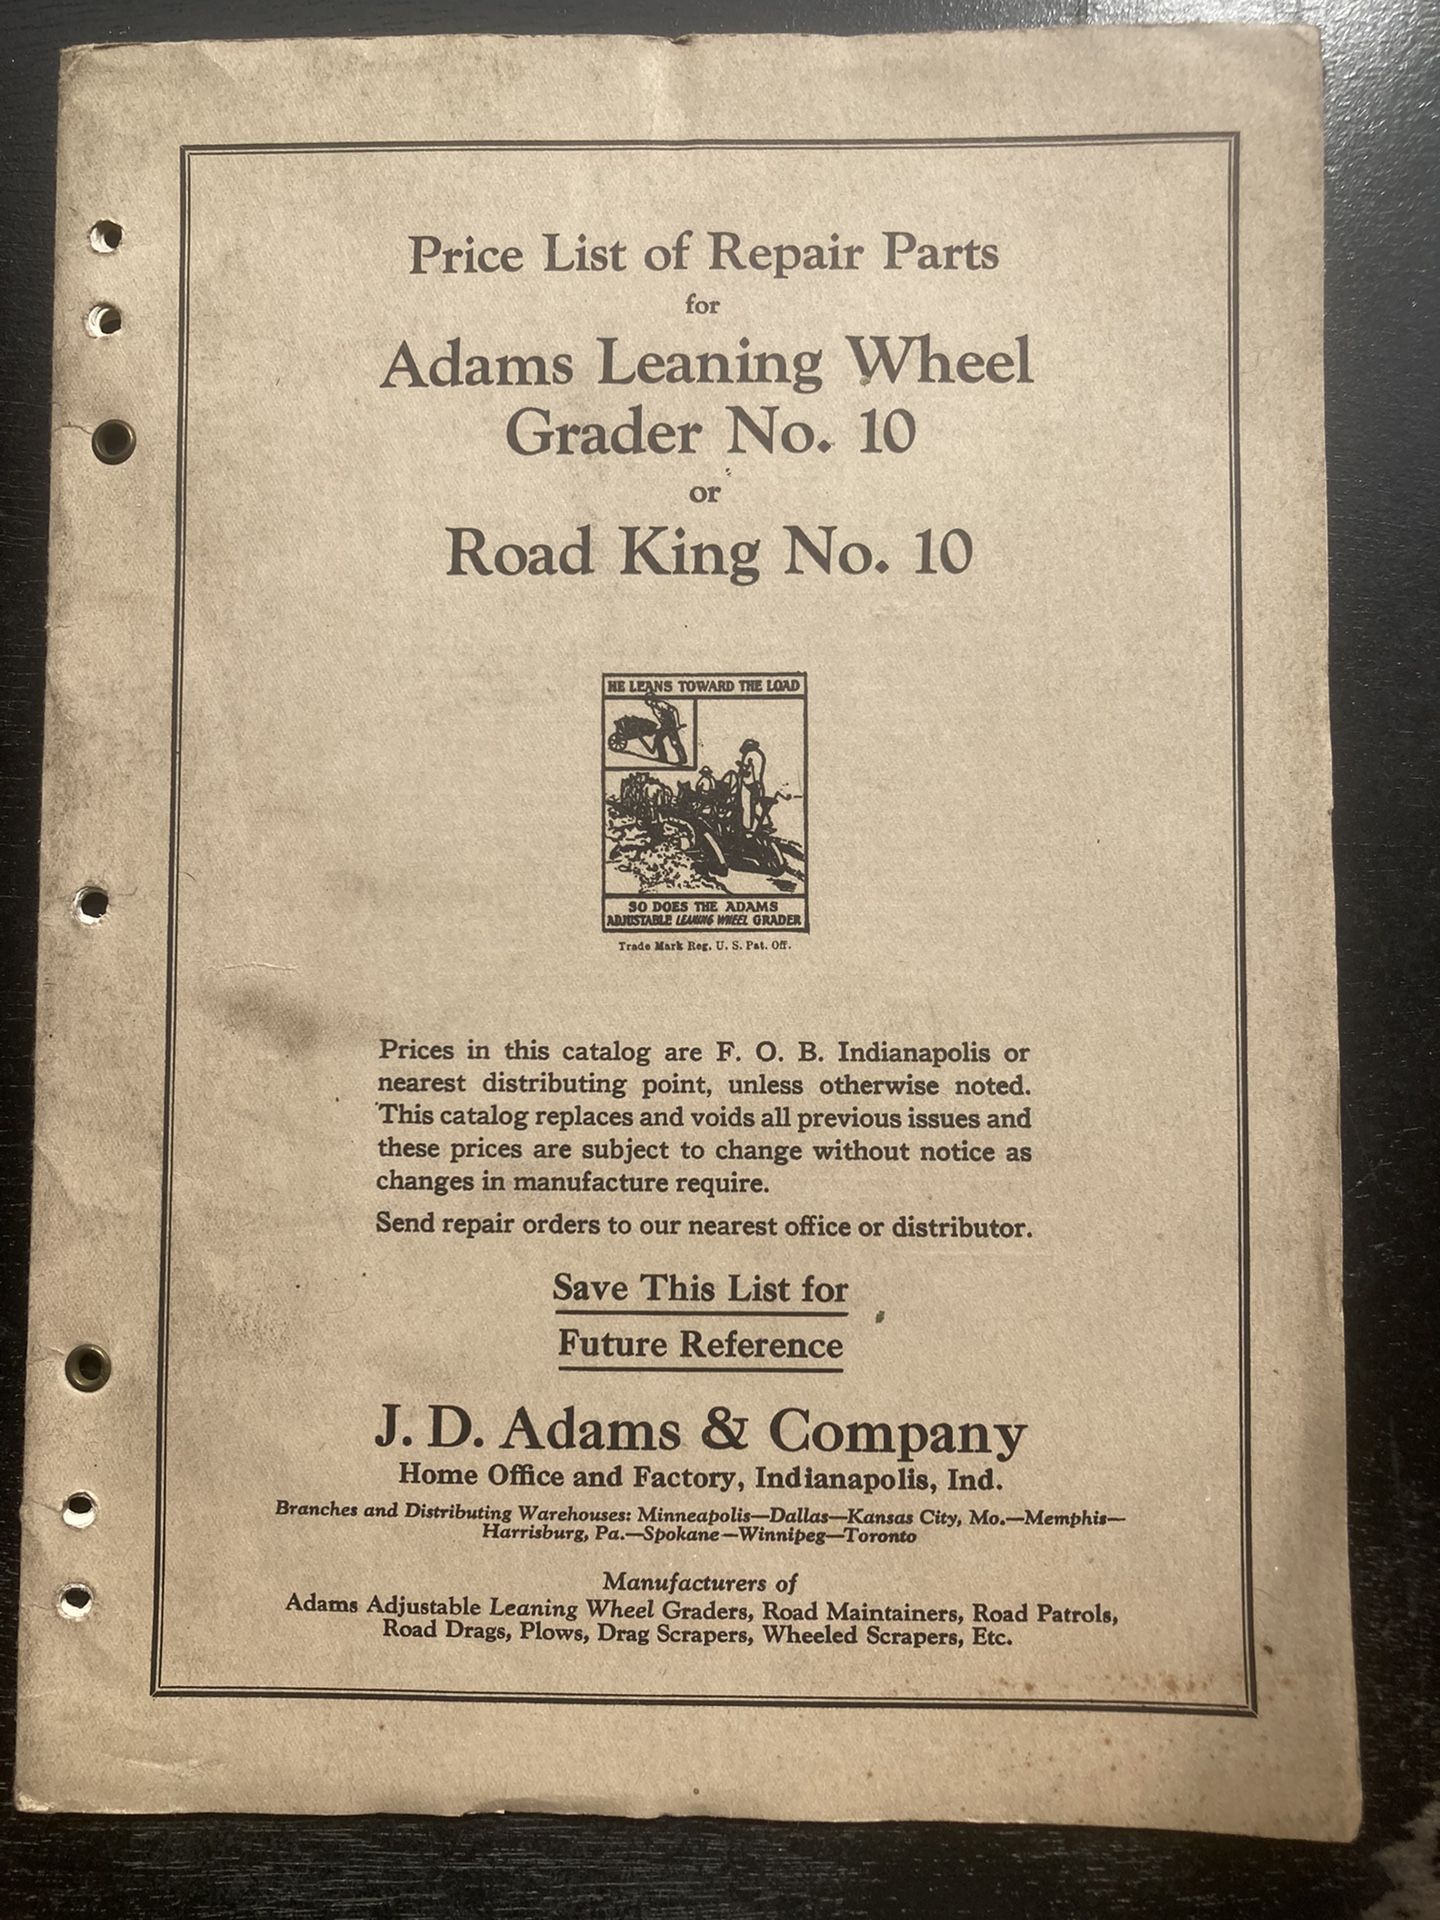 Price List of Repair Parts
for
Adams Leaning Wheel
Grader No. 10
or
Road King No. 10
HE LEANS TOWARD THE LOAD
SO DOES THE ADAMS
ADJUSTABLE LEANING WHEEL GRADER
Trade Mark Reg. U. S. Pat. Off.
Prices in this catalog are F. O. B. Indianapolis or
nearest distributing point, unless otherwise noted.
This catalog replaces and voids all previous issues and
these prices are subject to change without notice as
changes in manufacture require.
Send repair orders to our nearest office or distributor.
Save This List for
Future Reference
J. D. Adams & Company
Home Office and Factory, Indianapolis, Ind.
Branches and Distributing Warehouses: Minneapolis—Dallas—Kansas City, Mo.—Memphis—
Harrisburg, Pa.—Spokane—Winnipeg—Toronto
Manufacturers of
Adams Adjustable Leaning Wheel Graders, Road Maintainers, Road Patrols,
Road Drags, Plows, Drag Scrapers, Wheeled Scrapers, Etc.